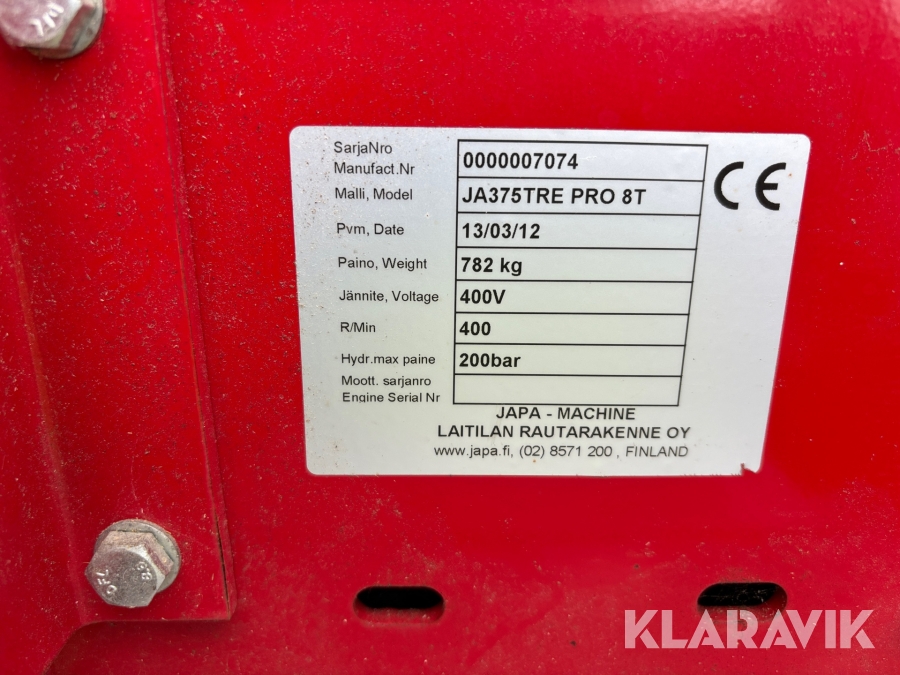 SarjaNro
Manufact.Nr 0000007074
Malli, Model JA375TRE PRO 8T
Pvm, Date 13/03/12
Paino, Weight 782 kg
Jännite, Voltage 400V
R/Min 400
Hydr.max paine 200bar
Moott. sarjanro
Engine Serial Nr
JAPA - MACHINE
LAITILAN RAUTARAKENNE OY
www.japa.fi, (02) 8571 200 , FINLAND
CE
8.8
KLARAVIK